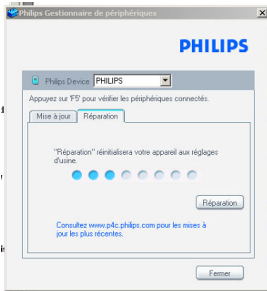 Philips Gestionnaire de périphériques
PHILIPS
Philips Device PHILIPS
Appuyez sur 'F5' pour vérifier les périphériques connectés.
Mise à jour Réparation
"Réparation" réinitialisera votre appareil aux réglages
d'usine.
Réparation
Consultez www.p4c.philips.com pour les mises à
jour les plus récentes.
Fermer